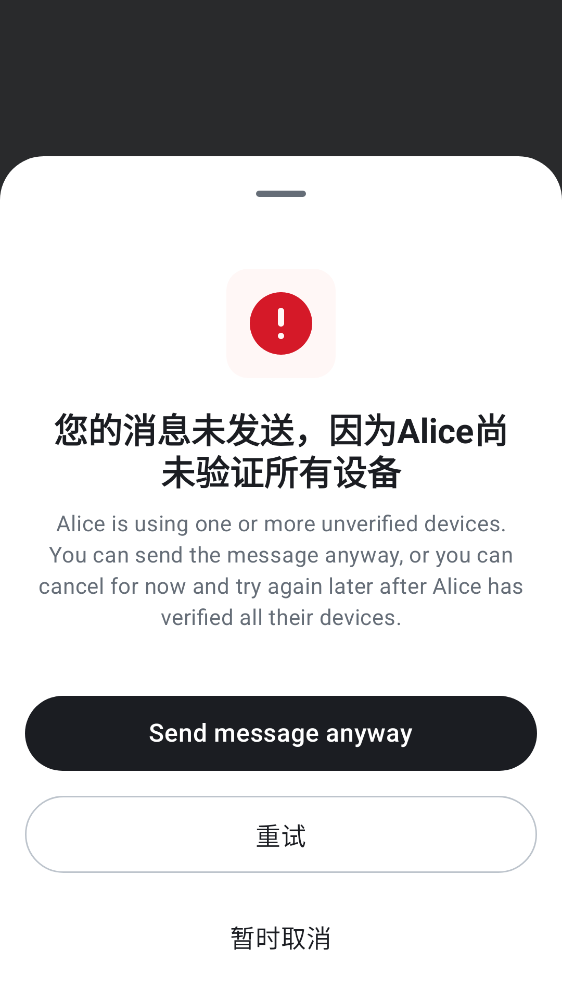 您的消息未发送，因为Alice尚
未验证所有设备
Alice is using one or more unverified devices.
You can send the message anyway, or you can
cancel for now and try again later after Alice has
verified all their devices.
Send message anyway
重试
暂时取消